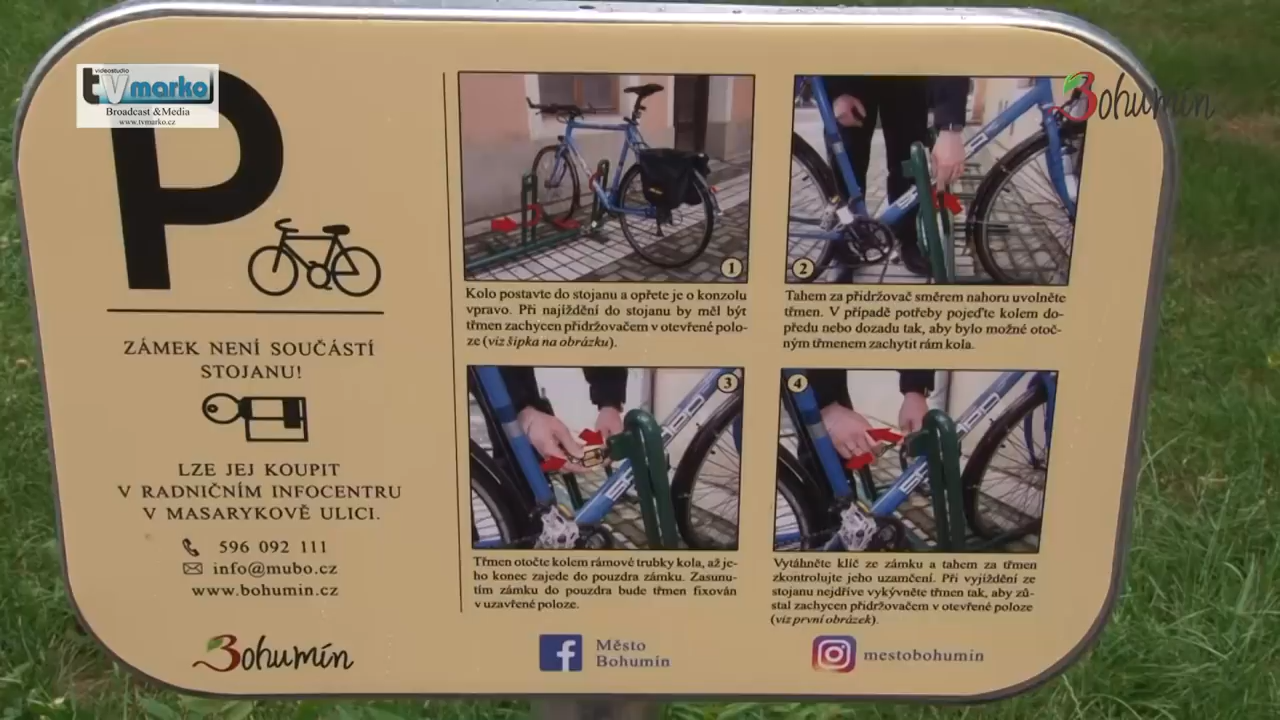 videostudio
tvmarko
Broadcast &Media
www.tvmarko.cz
Bohumín
P
ZÁMEK NENÍ SOUČÁSTÍ
STOJANU!
LZE JEJ KOUPIT
V RADNIČNÍM INFOCENTRU
V MASARYKOVĚ ULICI.
596 092 111
info@mubo.cz
www.bohumin.cz
Bohumín
1
Kolo postavte do stojanu a opřete je o konzolu
vpravo. Při najíždění do stojanu by měl být
třmen zachycen přidržovačem v otevřené polo-
ze (viz šipka na obrázku).
2
Tahem za přidržovač směrem nahoru uvolněte
třmen. V případě potřeby pojeďte kolem do-
předu nebo dozadu tak, aby bylo možné otoč-
ným třmenem zachytit rám kola.
3
Třmen otočte kolem rámové trubky kola, až je-
ho konec zajede do pouzdra zámku. Zasunu-
tím zámku do pouzdra bude třmen fixován
v uzavřené poloze.
4
Vytáhněte klíč ze zámku a tahem za třmen
zkontrolujte jeho uzamčení. Při vyjíždění ze
stojanu nejdříve vykývněte třmen tak, aby zů-
stal zachycen přidržovačem v otevřené poloze
(viz první obrázek).
Město
Bohumín
mestobohumin